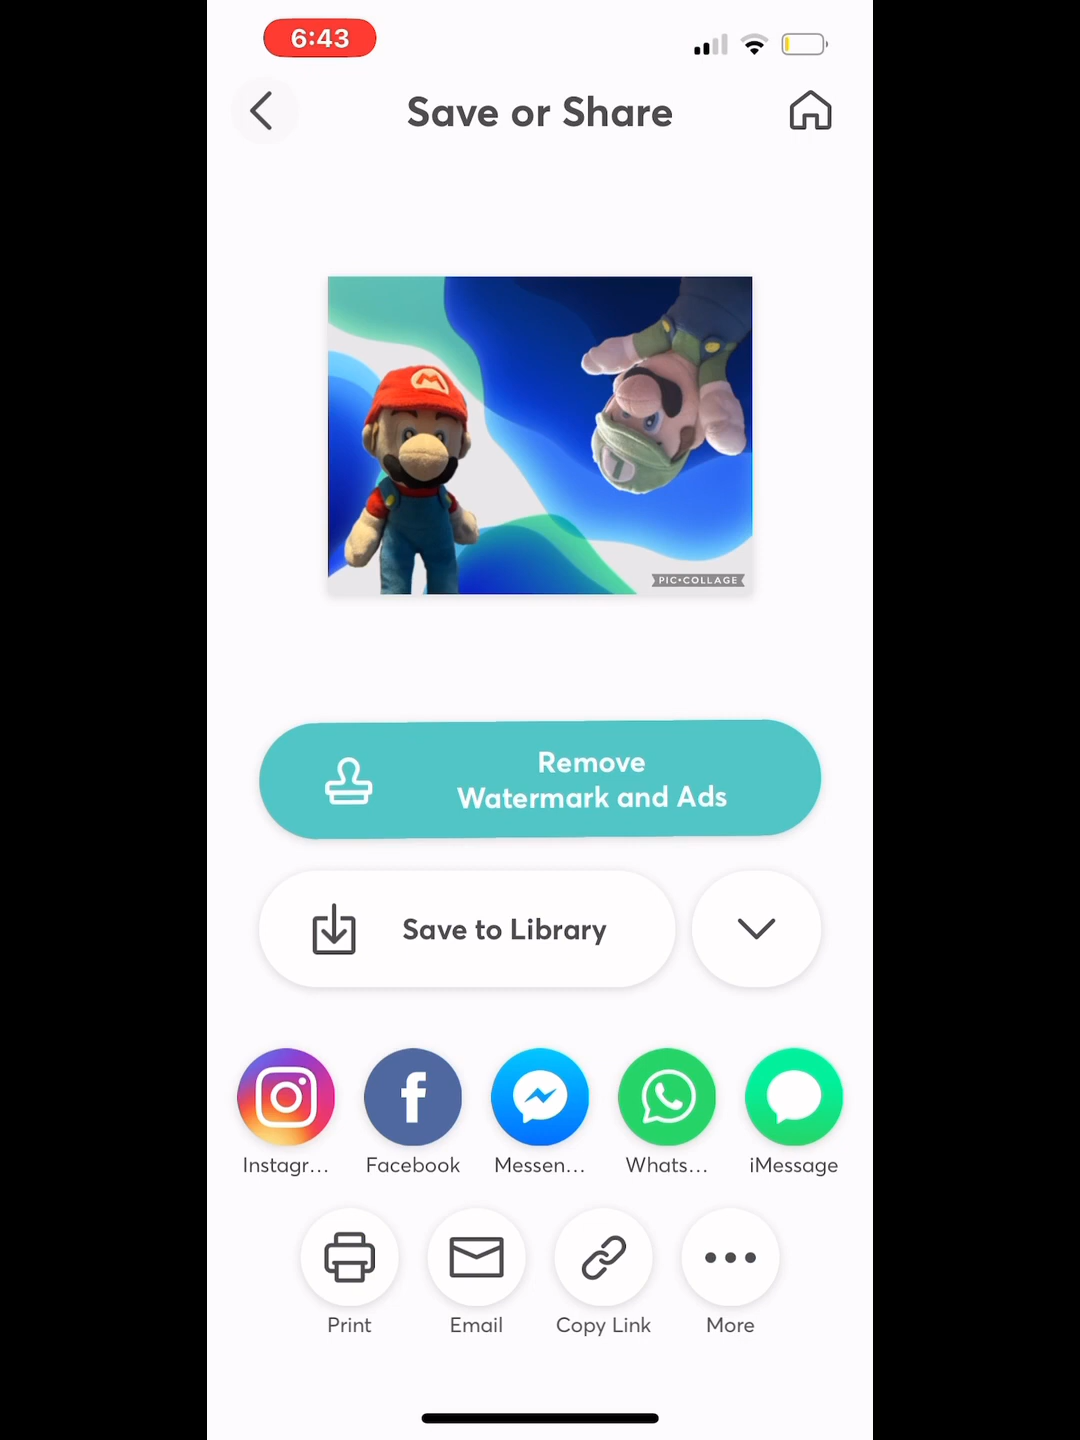 6:43
Save or Share
M
L
PIC•COLLAGE
Remove
Watermark and Ads
Save to Library
Instagr...
Facebook
Messen...
Whats...
iMessage
Print
Email
Copy Link
More